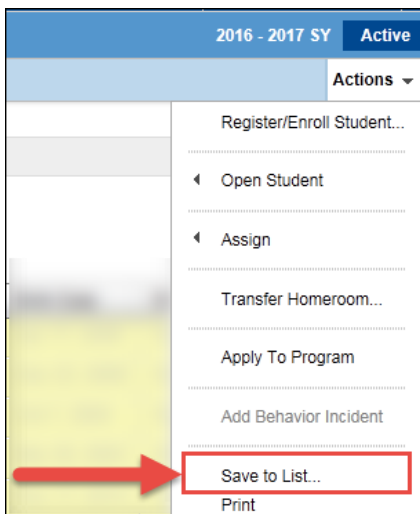 2016 - 2017 SY Active
Actions
Register/Enroll Student...
Open Student
Assign
Transfer Homeroom...
Apply To Program
Add Behavior Incident
Save to List...
Print